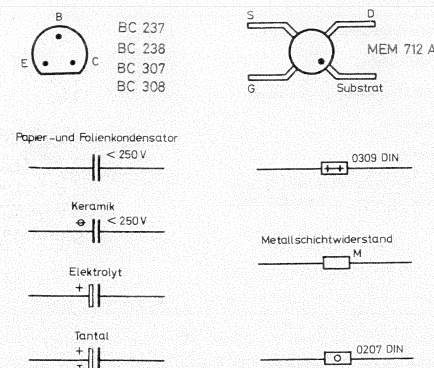 B
E
C
BC 237
BC 238
BC 307
BC 308
S
D
G
Substrat
MEM 712 A
Papier-und Folienkondensator
< 250 V
0309 DIN
Keramik
< 250 V
Metallschichtwiderstand
M
Elektrolyt
+
Tantal
+
0207 DIN